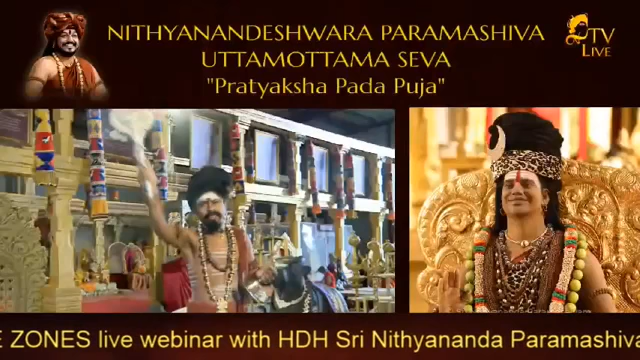 NITHYANANDESHWARA PARAMASHIVA
UTTAMOTTAMA SEVA
"Pratyaksha Pada Puja"
TV
LIVE
E ZONES live webinar with HDH Sri Nithyananda Paramashiva